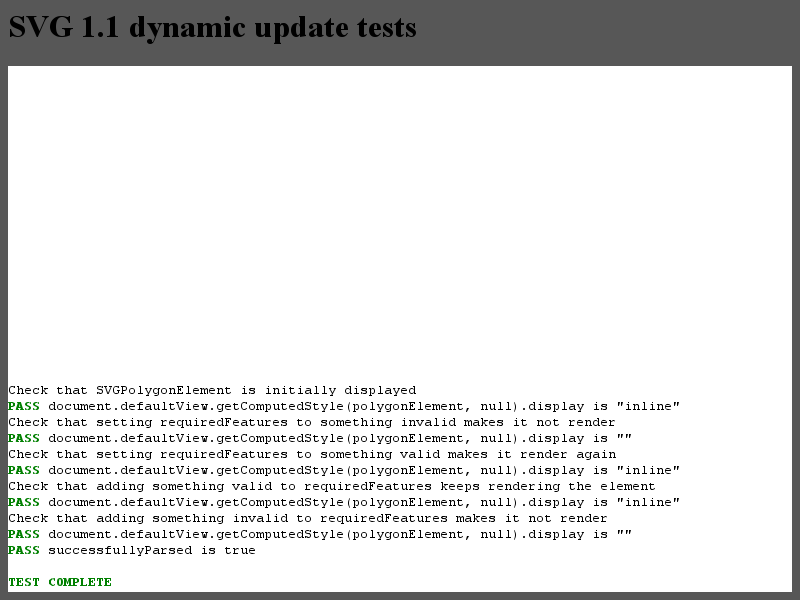 SVG 1.1 dynamic update tests
Check that SVGPolygonElement is initially displayed
PASS document.defaultView.getComputedStyle(polygonElement, null).display is "inline"
Check that setting requiredFeatures to something invalid makes it not render
PASS document.defaultView.getComputedStyle(polygonElement, null).display is ""
Check that setting requiredFeatures to something valid makes it render again
PASS document.defaultView.getComputedStyle(polygonElement, null).display is "inline"
Check that adding something valid to requiredFeatures keeps rendering the element
PASS document.defaultView.getComputedStyle(polygonElement, null).display is "inline"
Check that adding something invalid to requiredFeatures makes it not render
PASS document.defaultView.getComputedStyle(polygonElement, null).display is ""
PASS successfullyParsed is true
TEST COMPLETE